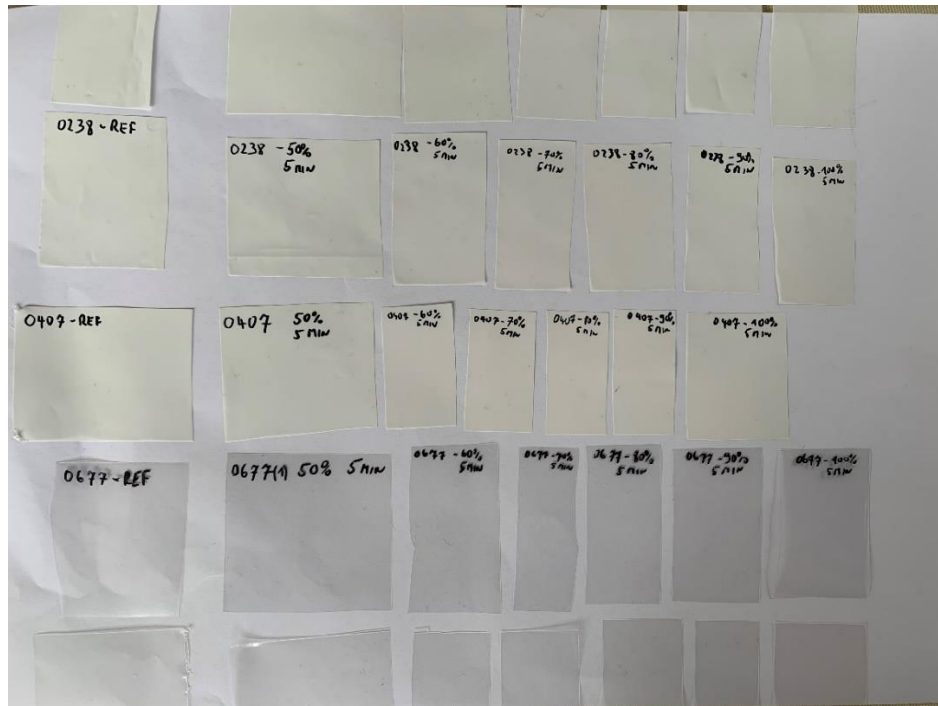 0238-REF
0238 - 50%
5 MIN
0238 - 60%
5 MIN
0238 - 70%
5 MIN
0238 - 80%
5 MIN
0238 - 90%
5 MIN
0238 - 100%
5 MIN
0407-REF
0407 50%
5 MIN
0407-60%
5 MIN
0407-70%
5 MIN
0407-80%
5 MIN
0407-90%
5 MIN
0407-100%
5 MIN
0677-REF
0677(1) 50% 5 MIN
0677-60%
5 MIN
0677-70%
5 MIN
0677-80%
5 MIN
0677-90%
5 MIN
0677-100%
5 MIN